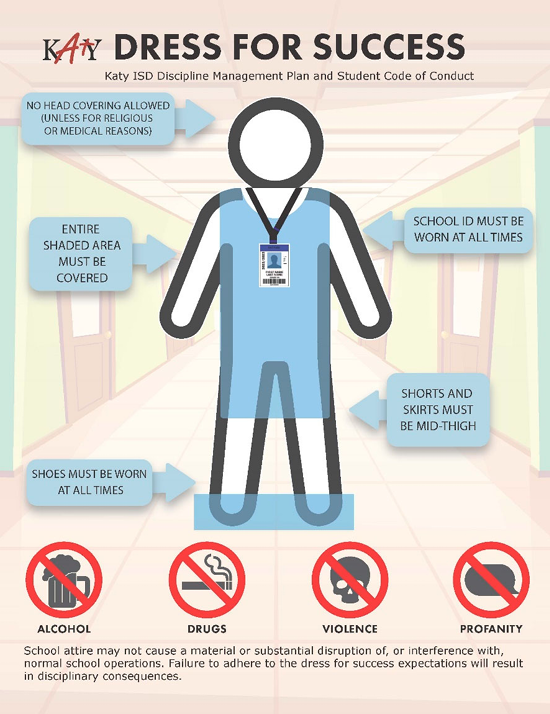 KATY DRESS FOR SUCCESS
Katy ISD Discipline Management Plan and Student Code of Conduct
NO HEAD COVERING ALLOWED
(UNLESS FOR RELIGIOUS
OR MEDICAL REASONS)
ENTIRE
SHADED AREA
MUST BE
COVERED
SCHOOL ID MUST BE
WORN AT ALL TIMES
SHORTS AND
SKIRTS MUST
BE MID-THIGH
SHOES MUST BE WORN
AT ALL TIMES
ALCOHOL
DRUGS
VIOLENCE
PROFANITY
School attire may not cause a material or substantial disruption of, or interference with,
normal school operations. Failure to adhere to the dress for success expectations will result
in disciplinary consequences.